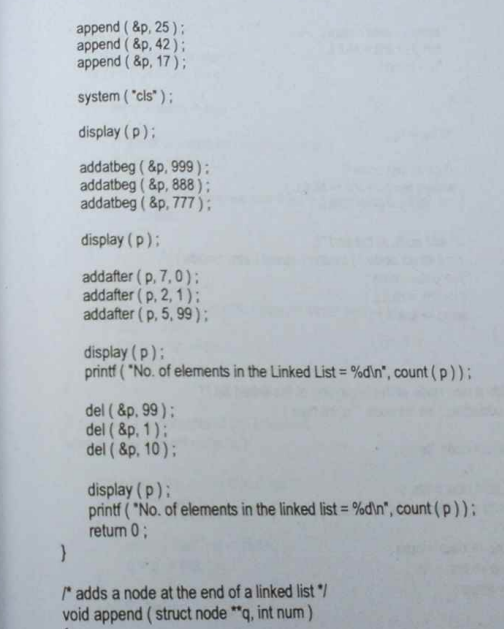 append ( &p, 25 ) ;
append ( &p, 42 ) ;
append ( &p, 17 ) ;
system ( "cls" ) ;
display ( p ) ;
addatbeg ( &p, 999 ) ;
addatbeg ( &p, 888 ) ;
addatbeg ( &p, 777 ) ;
display ( p ) ;
addafter ( p, 7, 0 ) ;
addafter ( p, 2, 1 ) ;
addafter ( p, 5, 99 ) ;
display ( p ) ;
printf ( "No. of elements in the Linked List = %d\n", count ( p ) ) ;
del ( &p, 99 ) ;
del ( &p, 1 ) ;
del ( &p, 10 ) ;
display ( p ) ;
printf ( "No. of elements in the linked list = %d\n", count ( p ) ) ;
return 0 ;
}
/* adds a node at the end of a linked list */
void append ( struct node **q, int num )